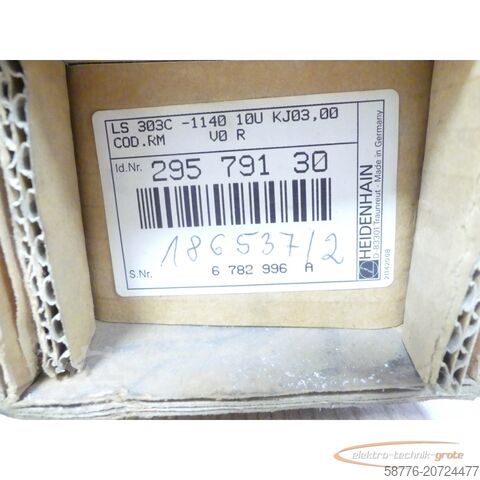 LS 303C -1140 10U KJ03,00
COD.RM V0 R
Id.Nr. 295 791 30
186537/2
S.Nr. 6 782 996 A
HEIDENHAIN
D-83301 Traunreut · Made in Germany
elektro-technik-grote
58776-20724477